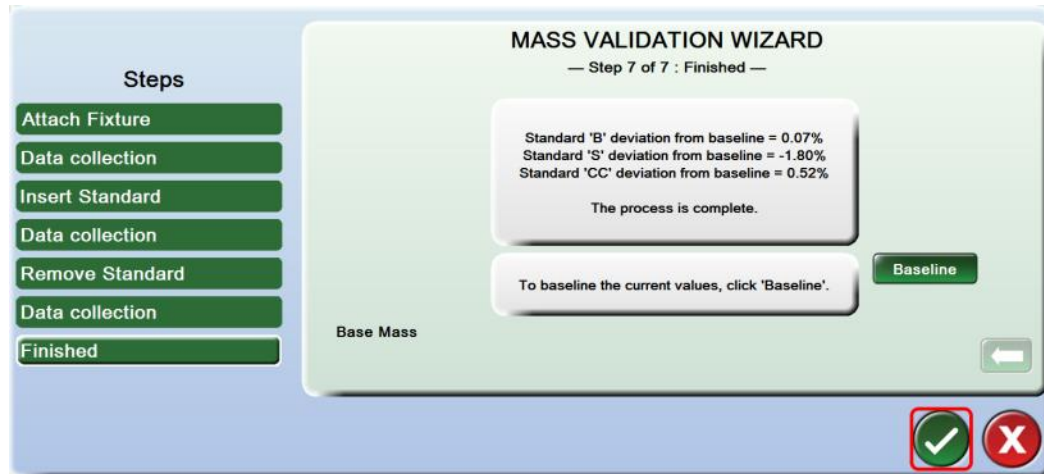 Steps
Attach Fixture
Data collection
Insert Standard
Data collection
Remove Standard
Data collection
Finished
MASS VALIDATION WIZARD
— Step 7 of 7 : Finished —
Standard 'B' deviation from baseline = 0.07%
Standard 'S' deviation from baseline = -1.80%
Standard 'CC' deviation from baseline = 0.52%
The process is complete.
To baseline the current values, click 'Baseline'.
Baseline
Base Mass